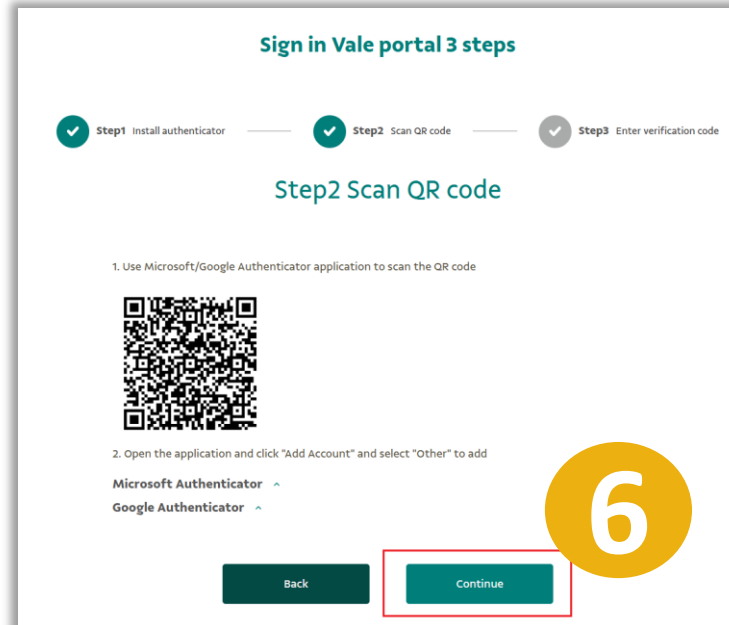 Sign in Vale portal 3 steps
Step1 Install authenticator
Step2 Scan QR code
Step3 Enter verification code
Step2 Scan QR code
1. Use Microsoft/Google Authenticator application to scan the QR code
2. Open the application and click "Add Account" and select "Other" to add
Microsoft Authenticator
Google Authenticator
6
Back
Continue